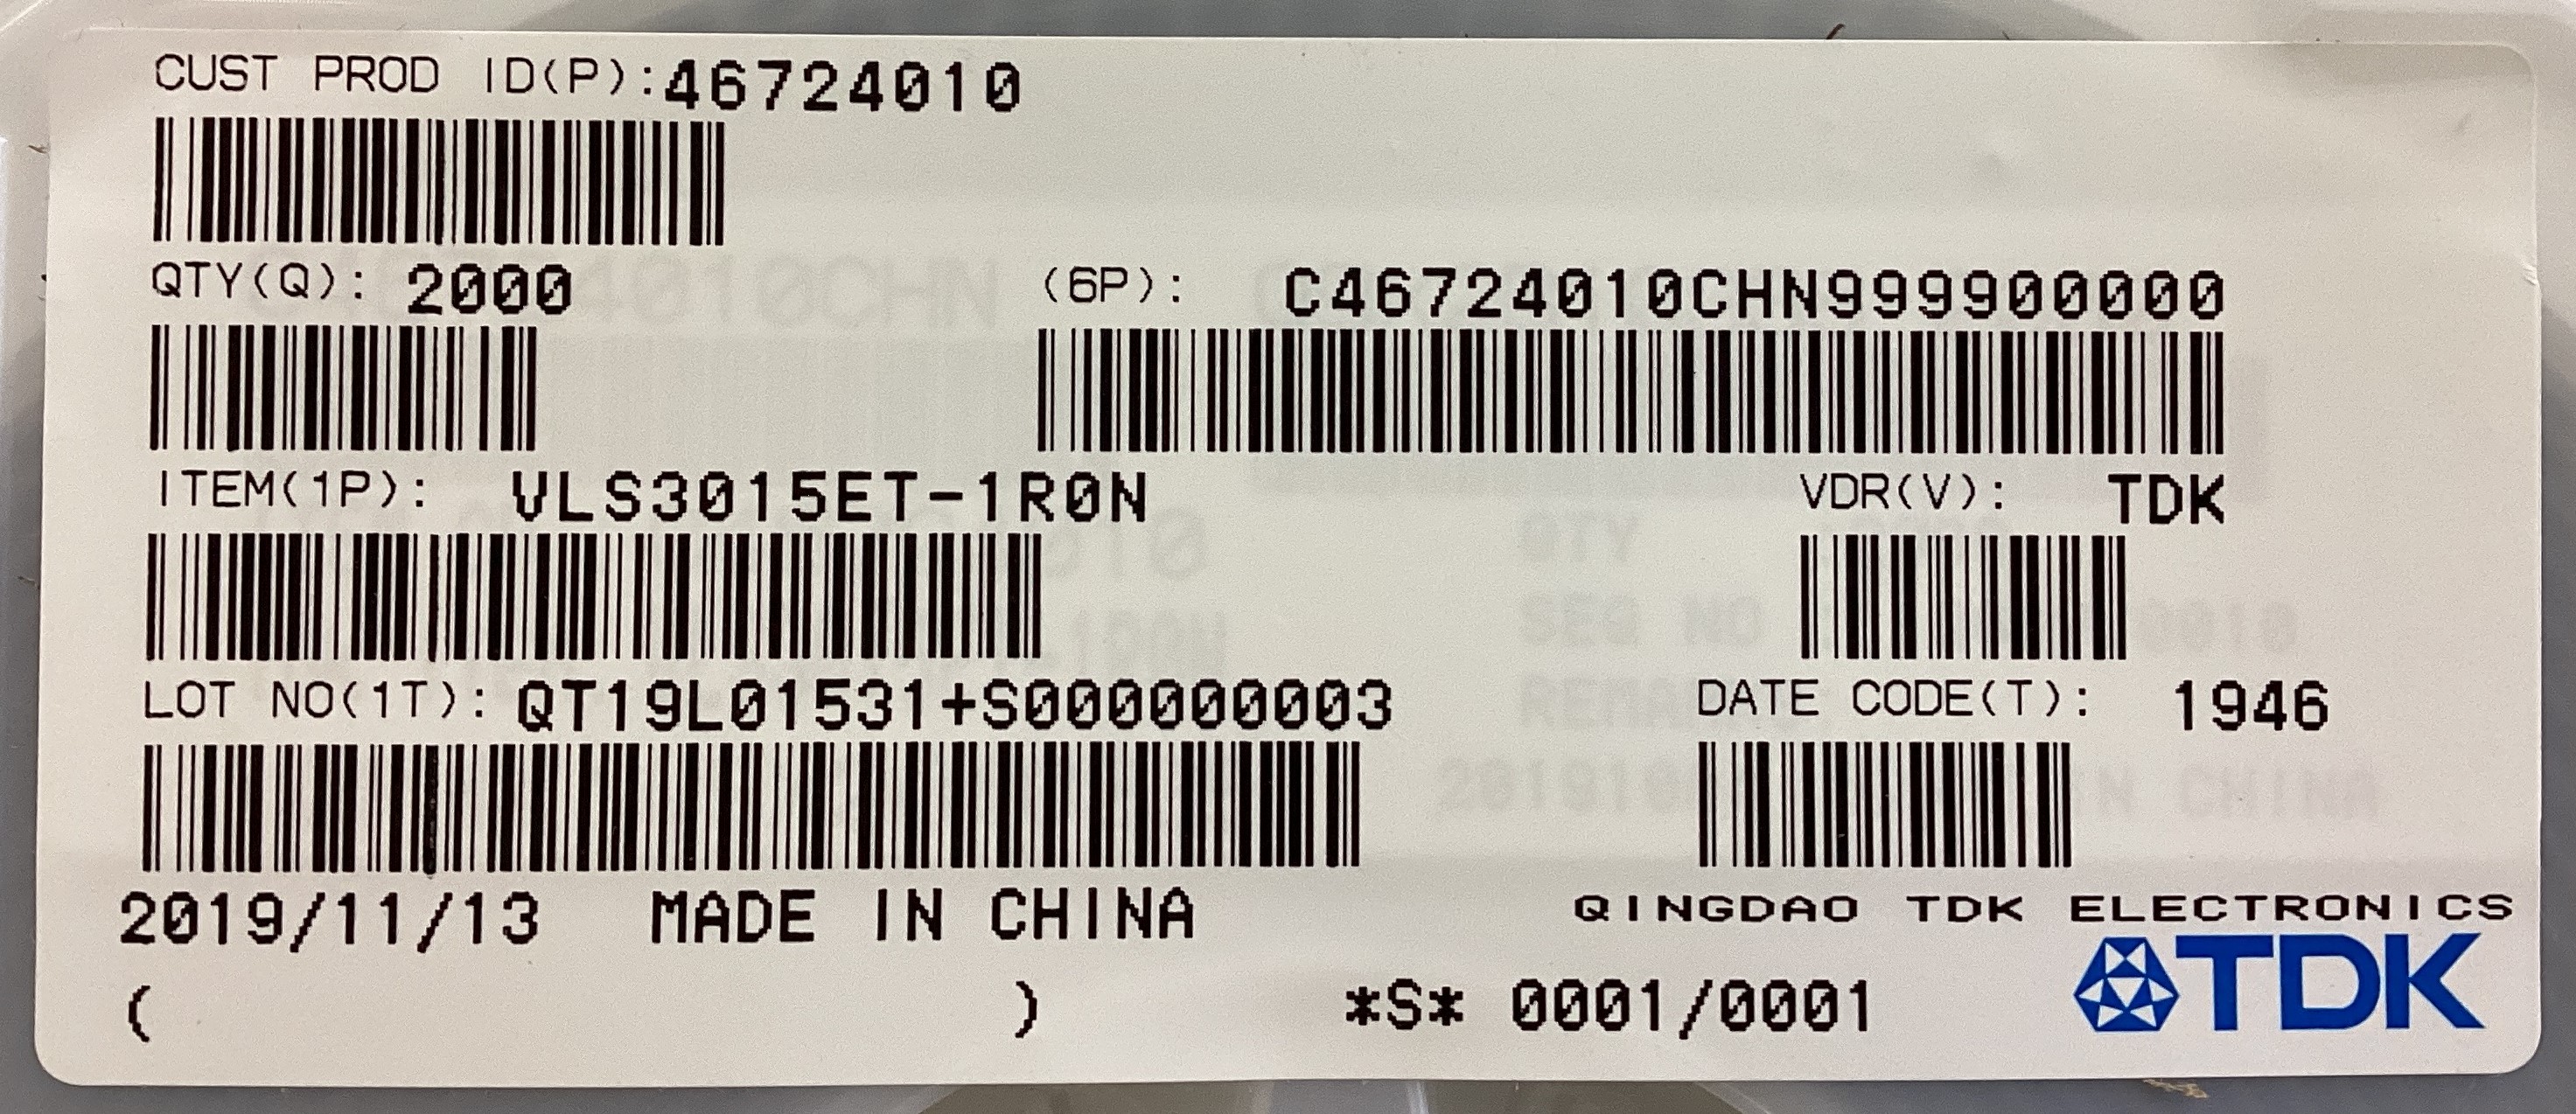 CUST PROD ID(P):46724010
QTY(Q): 2000 (6P): C46724010CHN999900000
ITEM(1P): VLS3015ET-1R0N VDR(V): TDK
LOT NO(1T): QT19L01531+S000000003 DATE CODE(T): 1946
2019/11/13 MADE IN CHINA QINGDAO TDK ELECTRONICS
( ) *S* 0001/0001 TDK